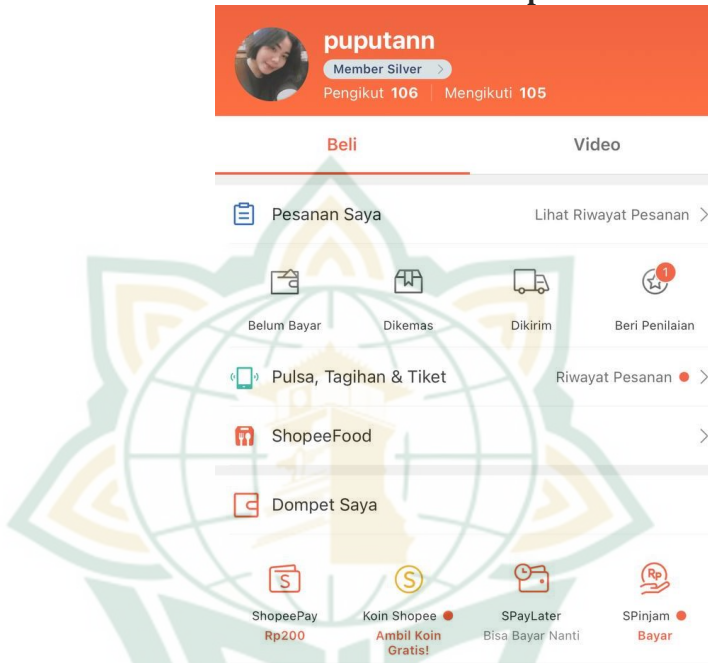 puputann
Member Silver >
Pengikut 106 | Mengikuti 105
Beli Video
Pesanan Saya Lihat Riwayat Pesanan >
1
Belum Bayar Dikemas Dikirim Beri Penilaian
Pulsa, Tagihan & Tiket Riwayat Pesanan >
ShopeeFood >
Dompet Saya
S S Rp
ShopeePay Koin Shopee SPayLater SPinjam
Rp200 Ambil Koin Bisa Bayar Nanti Bayar
Gratis!